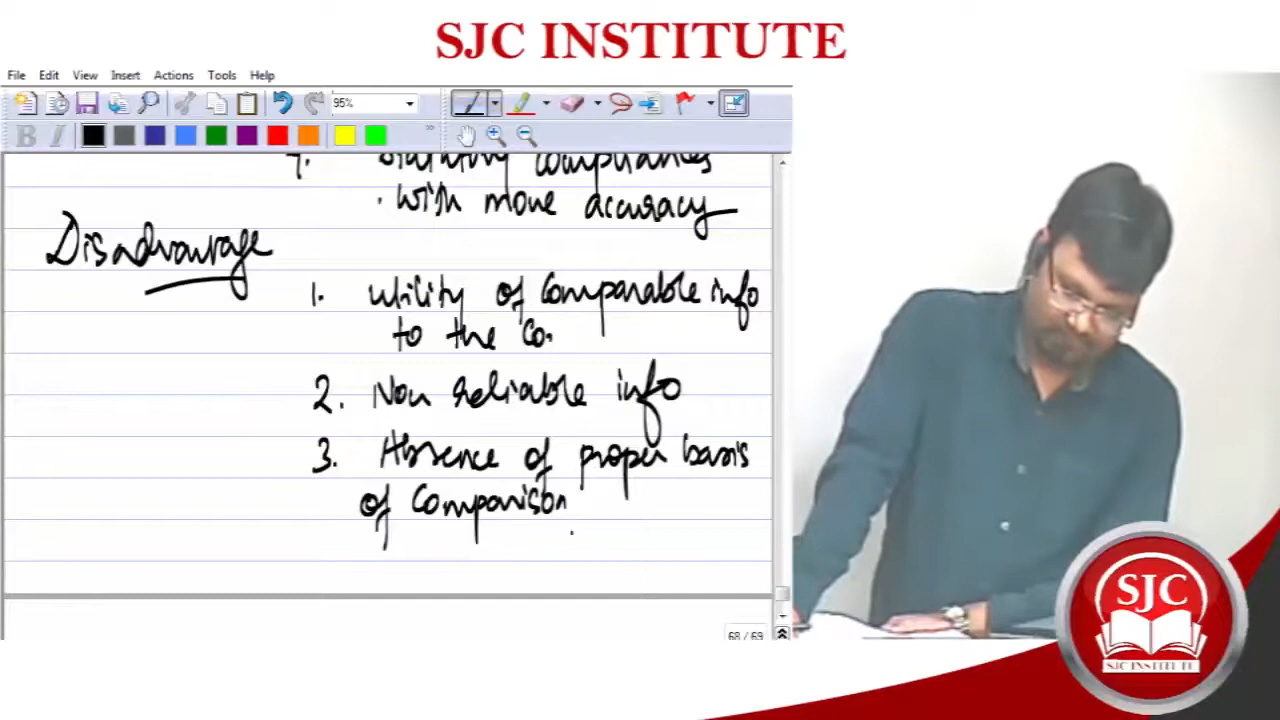 SJC INSTITUTE
File Edit View Insert Actions Tools Help
95%
B I
with more accuracy
Disadvantage
1. Utility of Comparable info
to the Co.
2. Non reliable info
3. Absence of proper basis
of Comparison
68 / 69
SJC
SJC INSTITUTE